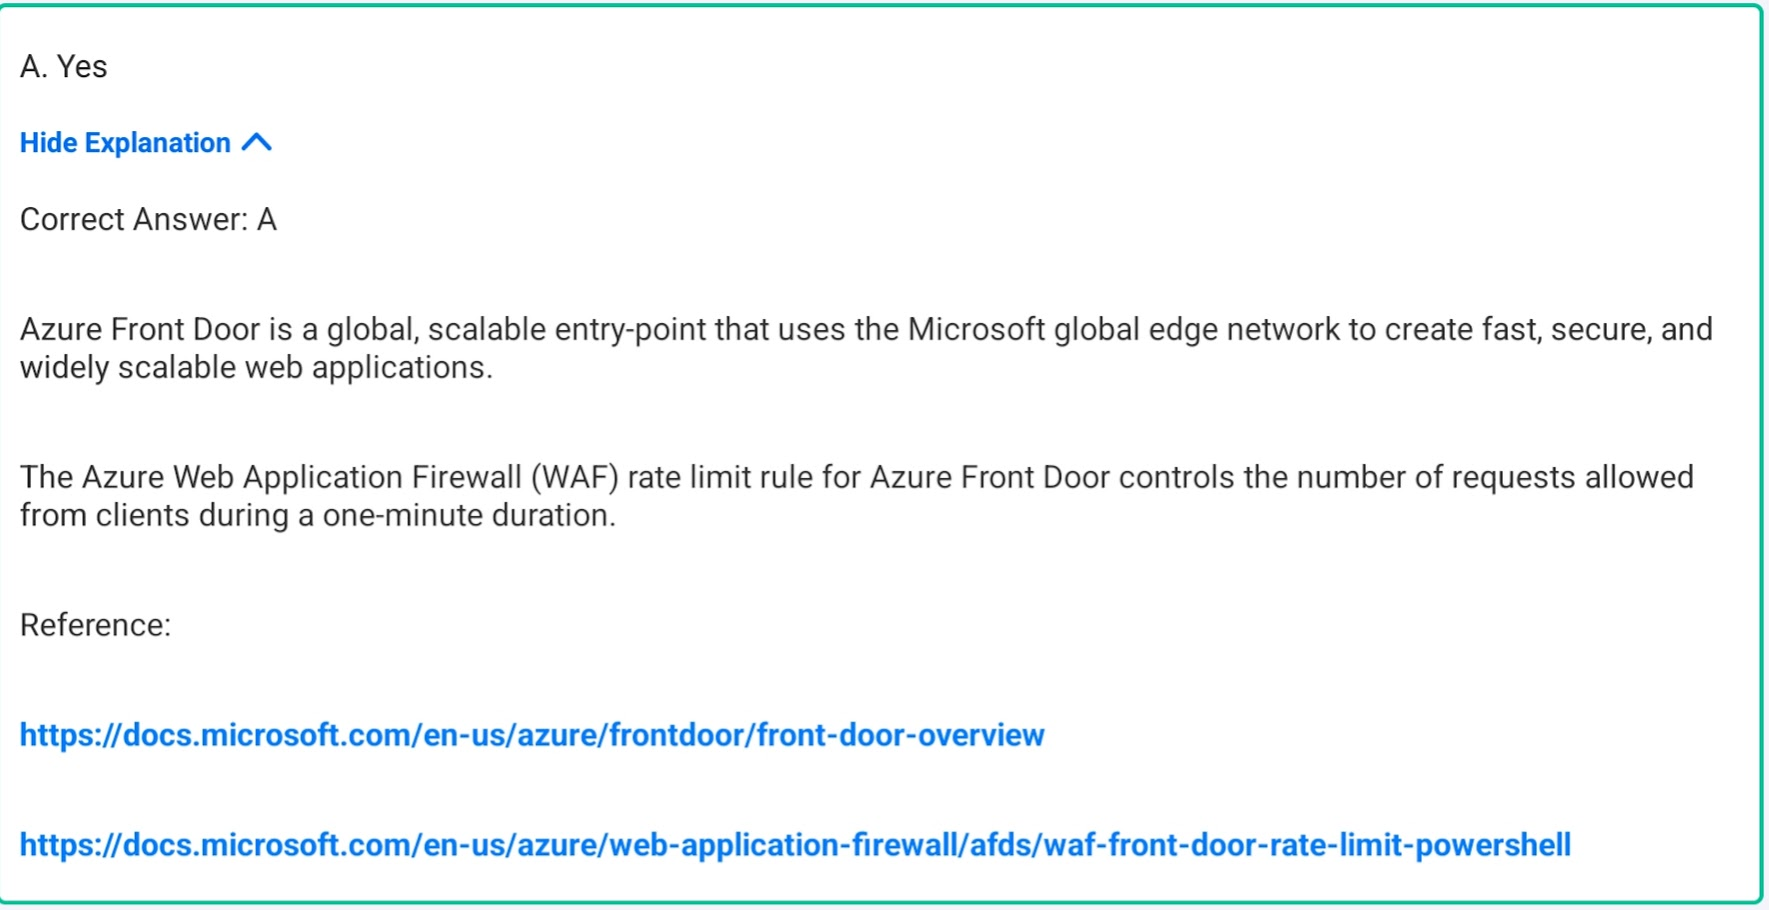 A. Yes
Hide Explanation
Correct Answer: A
Azure Front Door is a global, scalable entry-point that uses the Microsoft global edge network to create fast, secure, and
widely scalable web applications.
The Azure Web Application Firewall (WAF) rate limit rule for Azure Front Door controls the number of requests allowed
from clients during a one-minute duration.
Reference:
https://docs.microsoft.com/en-us/azure/frontdoor/front-door-overview
https://docs.microsoft.com/en-us/azure/web-application-firewall/afds/waf-front-door-rate-limit-powershell